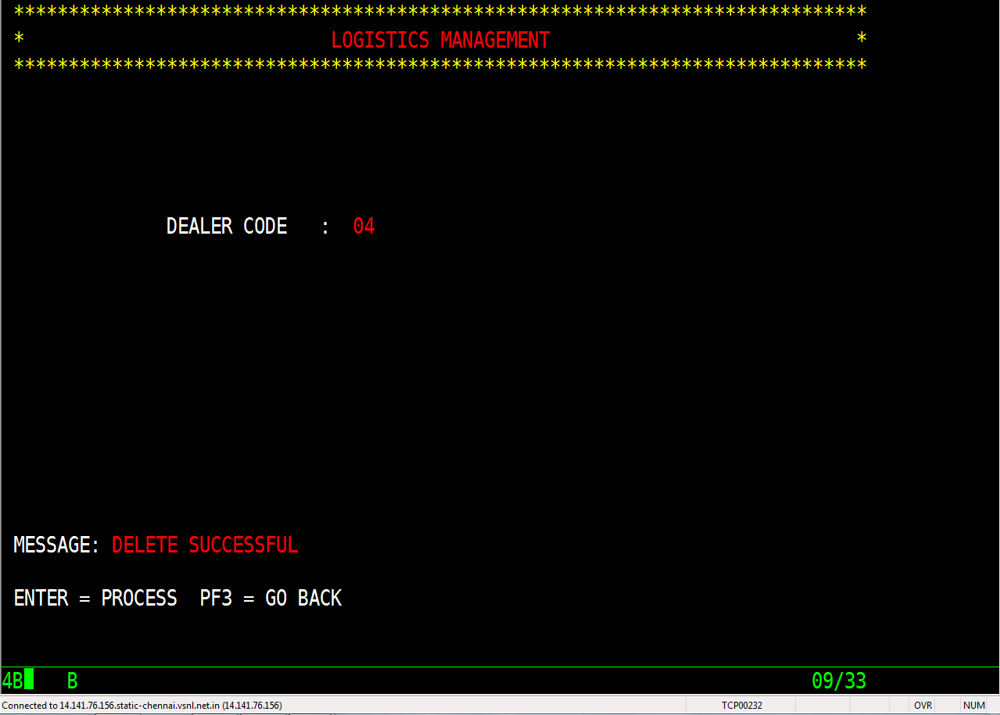 ******************************************************************************
* LOGISTICS MANAGEMENT *
******************************************************************************
DEALER CODE : 04
MESSAGE: DELETE SUCCESSFUL
ENTER = PROCESS PF3 = GO BACK
4B B 09/33
Connected to 14.141.76.156.static-chennai.vsnl.net.in (14.141.76.156) TCP00232 OVR NUM